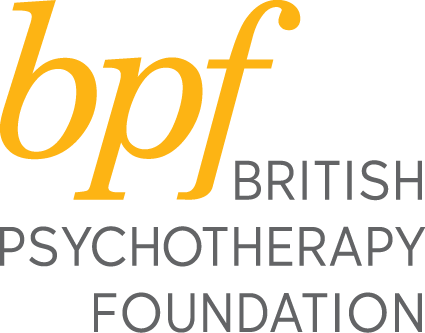 bpf
BRITISH
PSYCHOTHERAPY
FOUNDATION